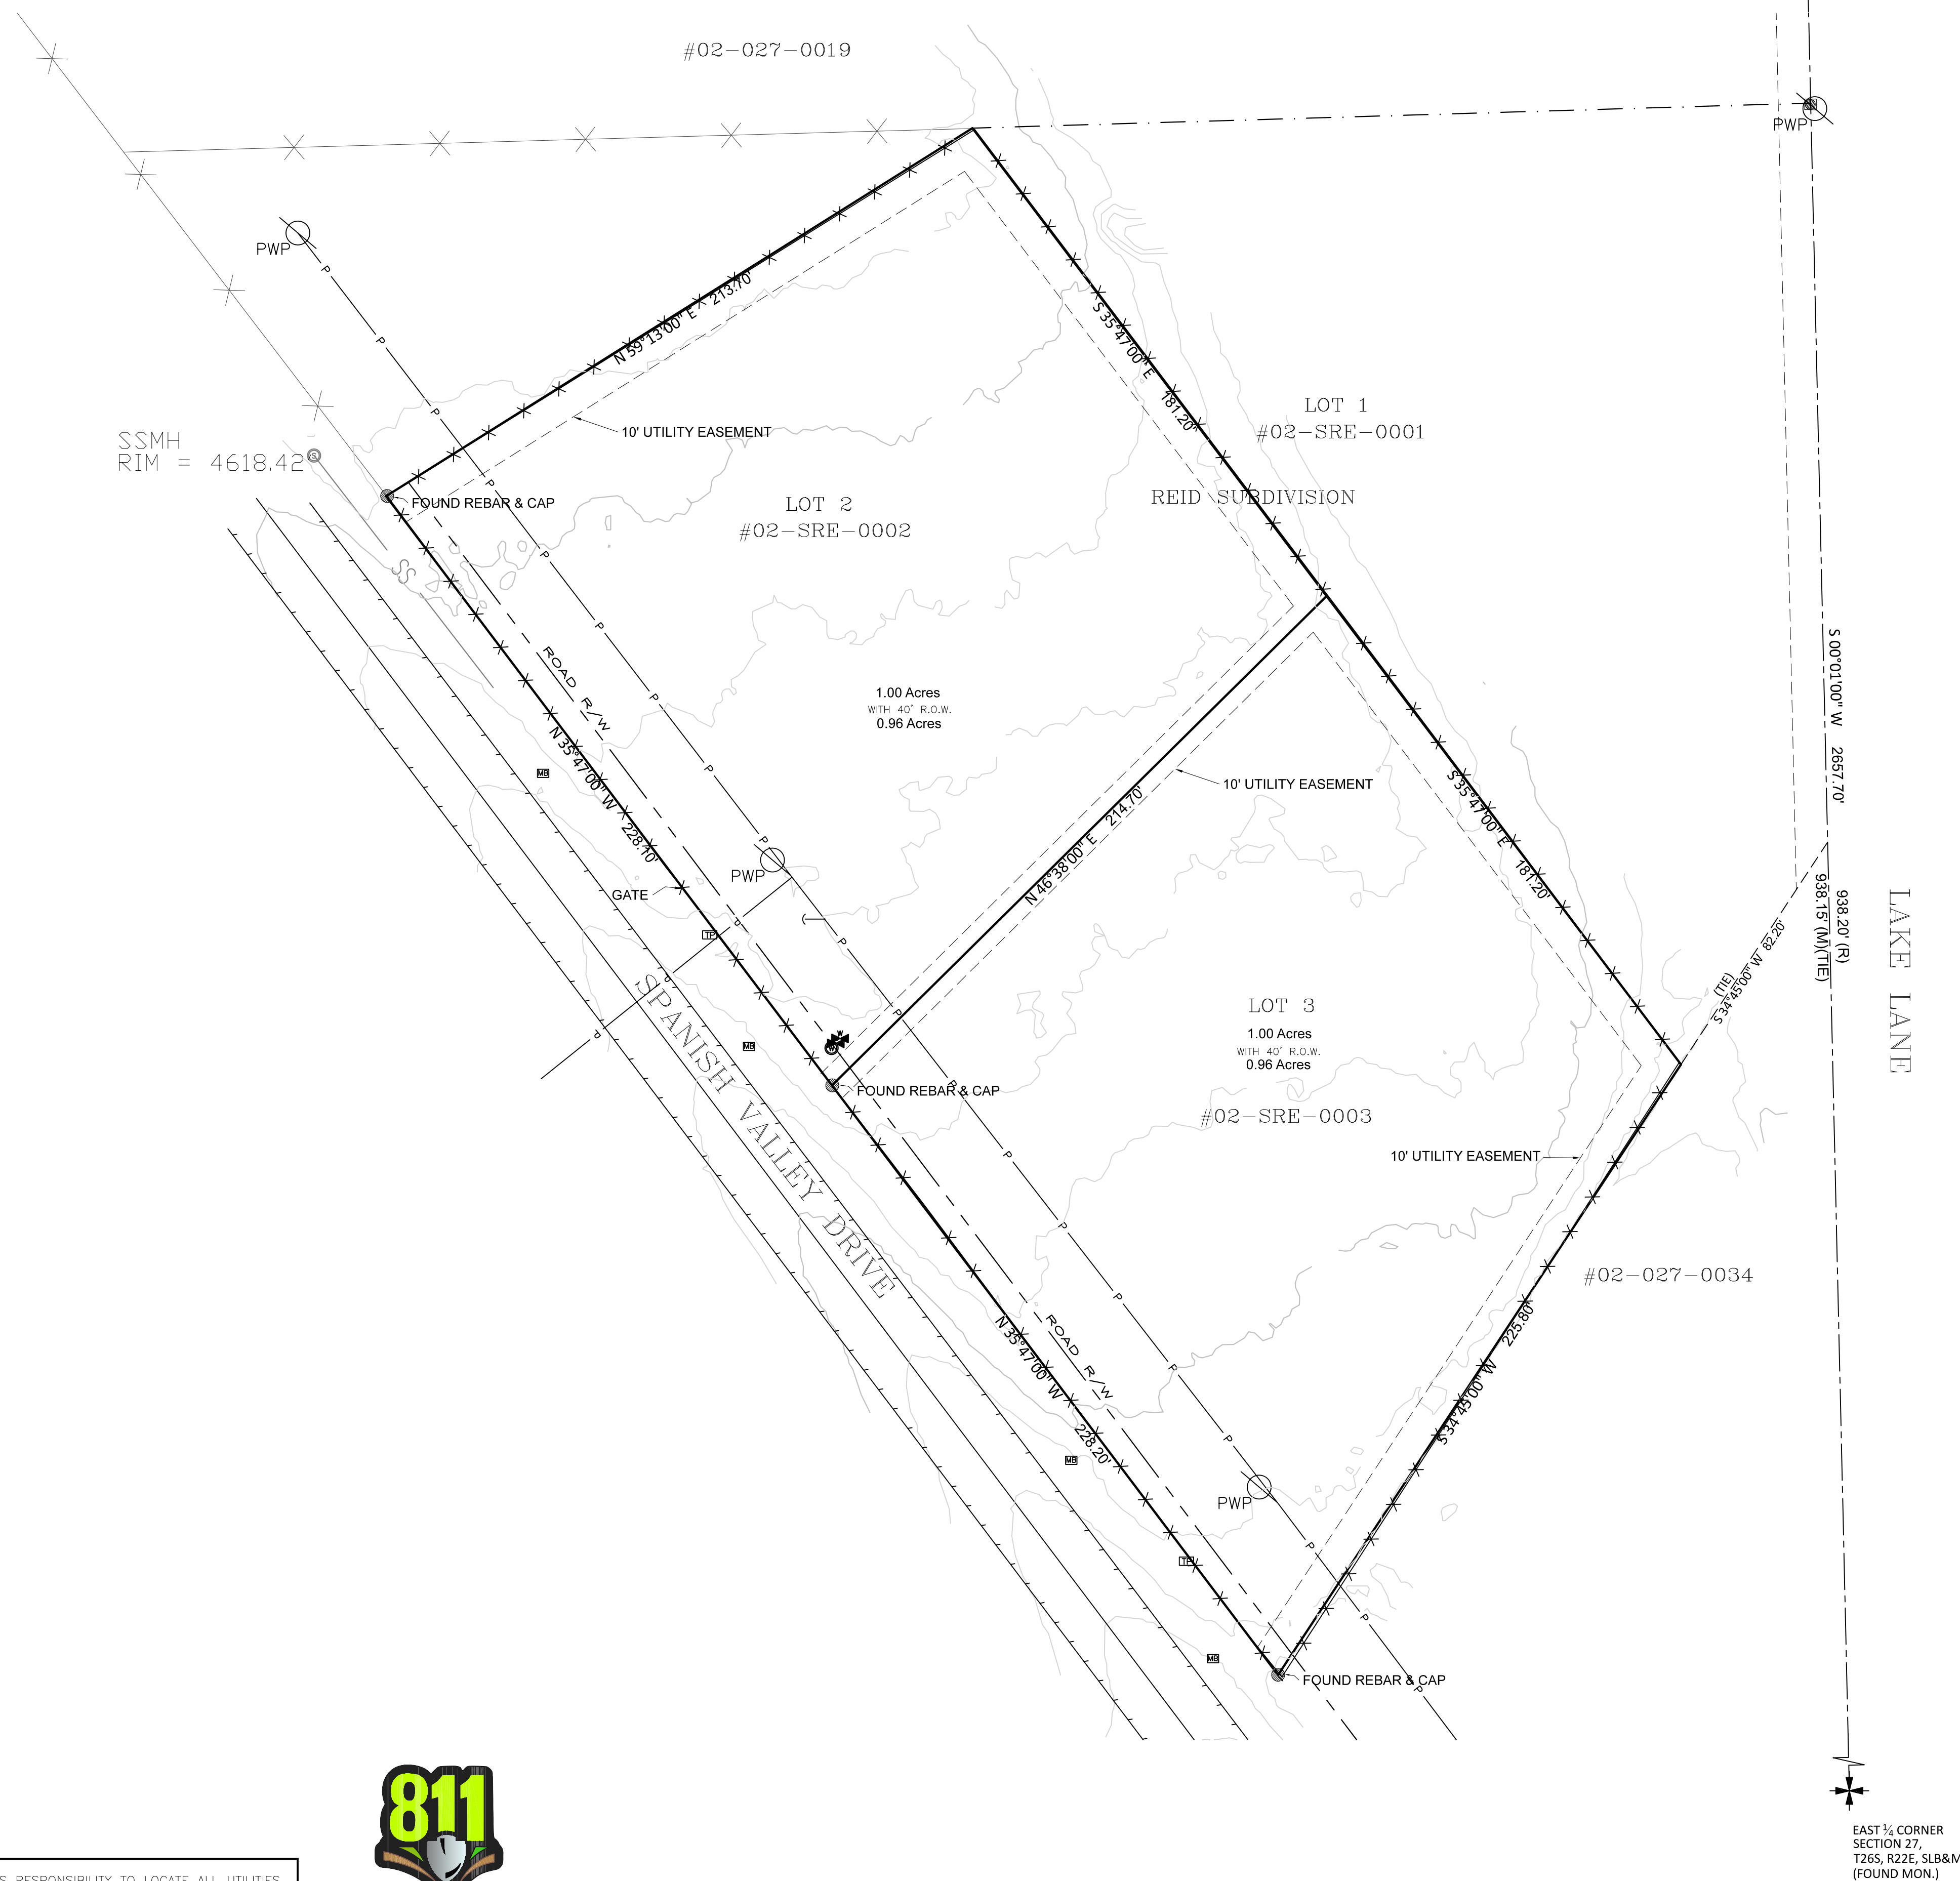 #02-027-0019
PWP
PWP
N 59°13'00" E 213.70'
S 35°47'00" E 181.20'
LOT 1
#02-SRE-0001
10' UTILITY EASEMENT
SSMH
RIM = 4618.42
S
FOUND REBAR & CAP
LOT 2
#02-SRE-0002
REID SUBDIVISION
SS
ROAD R/W
1.00 Acres
WITH 40' R.O.W.
0.96 Acres
S 00°01'00" W 2657.70'
N 35°47'00" W 228.10'
MB
10' UTILITY EASEMENT
S 35°47'00" E 181.20'
N 46°38'00" E 214.70'
PWP
GATE
TP
938.20' (R)
938.15' (M)(TIE)
LAKE LANE
(TIE)
S 34°45'00" W 82.20'
SPANISH VALLEY DRIVE
LOT 3
1.00 Acres
WITH 40' R.O.W.
0.96 Acres
MB
W
FOUND REBAR & CAP
#02-SRE-0003
10' UTILITY EASEMENT
#02-027-0034
ROAD R/W
N 35°47'00" W 228.20'
S 34°45'00" W 225.80'
MB
PWP
TP
MB
FOUND REBAR & CAP
P P P P P P P P P P P P P P P P P P P P P
811
EAST ¼ CORNER
SECTION 27,
T26S, R22E, SLB&M
(FOUND MON.)
RESPONSIBILITY TO LOCATE ALL UTILITIES